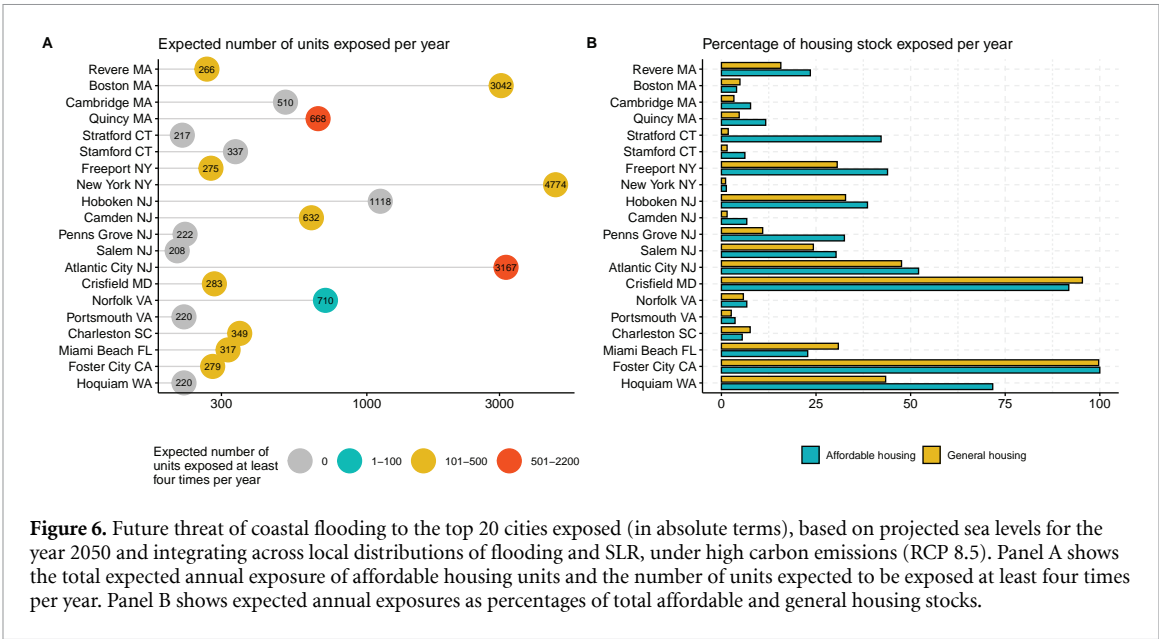 A
Expected number of units exposed per year
Revere MA
266
Boston MA
3042
Cambridge MA
510
Quincy MA
668
Stratford CT
217
Stamford CT
337
Freeport NY
275
New York NY
4774
Hoboken NJ
1118
Camden NJ
632
Penns Grove NJ
222
Salem NJ
208
Atlantic City NJ
3167
Crisfield MD
283
Norfolk VA
710
Portsmouth VA
220
Charleston SC
349
Miami Beach FL
317
Foster City CA
279
Hoquiam WA
220
300 1000 3000
Expected number of
units exposed at least
four times per year
0 1–100 101–500 501–2200
B
Percentage of housing stock exposed per year
Revere MA
Boston MA
Cambridge MA
Quincy MA
Stratford CT
Stamford CT
Freeport NY
New York NY
Hoboken NJ
Camden NJ
Penns Grove NJ
Salem NJ
Atlantic City NJ
Crisfield MD
Norfolk VA
Portsmouth VA
Charleston SC
Miami Beach FL
Foster City CA
Hoquiam WA
0 25 50 75 100
Affordable housing General housing
Figure 6. Future threat of coastal flooding to the top 20 cities exposed (in absolute terms), based on projected sea levels for the
year 2050 and integrating across local distributions of flooding and SLR, under high carbon emissions (RCP 8.5). Panel A shows
the total expected annual exposure of affordable housing units and the number of units expected to be exposed at least four times
per year. Panel B shows expected annual exposures as percentages of total affordable and general housing stocks.